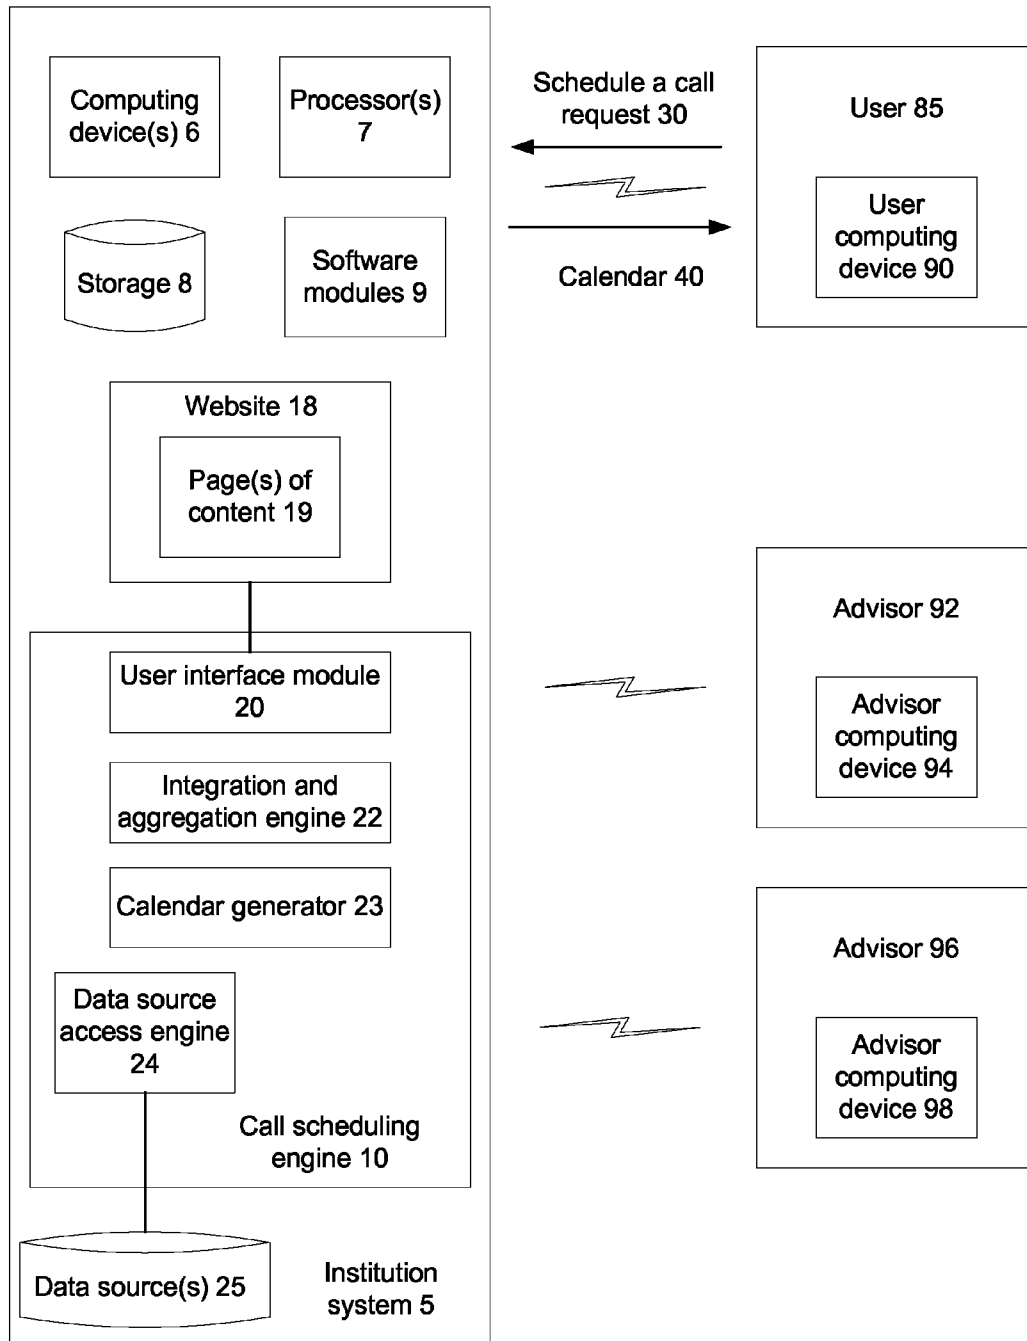 Computing
device(s) 6
Processor(s)
7
Storage 8
Software
modules 9
Schedule a call
request 30
Calendar 40
User 85
User
computing
device 90
Website 18
Page(s) of
content 19
User interface module
20
Integration and
aggregation engine 22
Calendar generator 23
Data source
access engine
24
Call scheduling
engine 10
Data source(s) 25
Institution
system 5
Advisor 92
Advisor
computing
device 94
Advisor 96
Advisor
computing
device 98